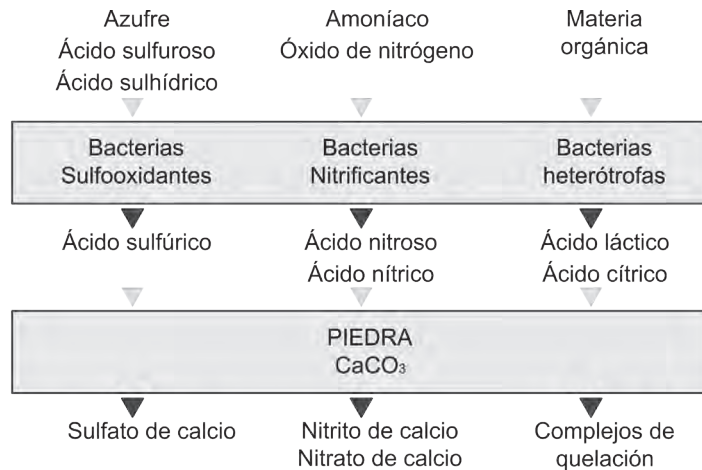 Azufre
Ácido sulfuroso
Ácido sulhídrico
Amoníaco
Óxido de nitrógeno
Materia
orgánica
Bacterias
Sulfooxidantes
Bacterias
Nitrificantes
Bacterias
heterótrofas
Ácido sulfúrico
Ácido nitroso
Ácido nítrico
Ácido láctico
Ácido cítrico
PIEDRA
CaCO₃
Sulfato de calcio
Nitrito de calcio
Nitrato de calcio
Complejos de
quelación